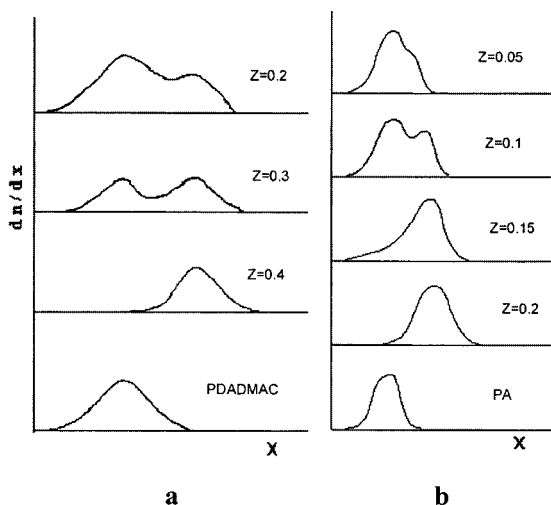 dn/dx
Z=0.2
Z=0.3
Z=0.4
PDADMAC
X
a
Z=0.05
Z=0.1
Z=0.15
Z=0.2
PA
X
b